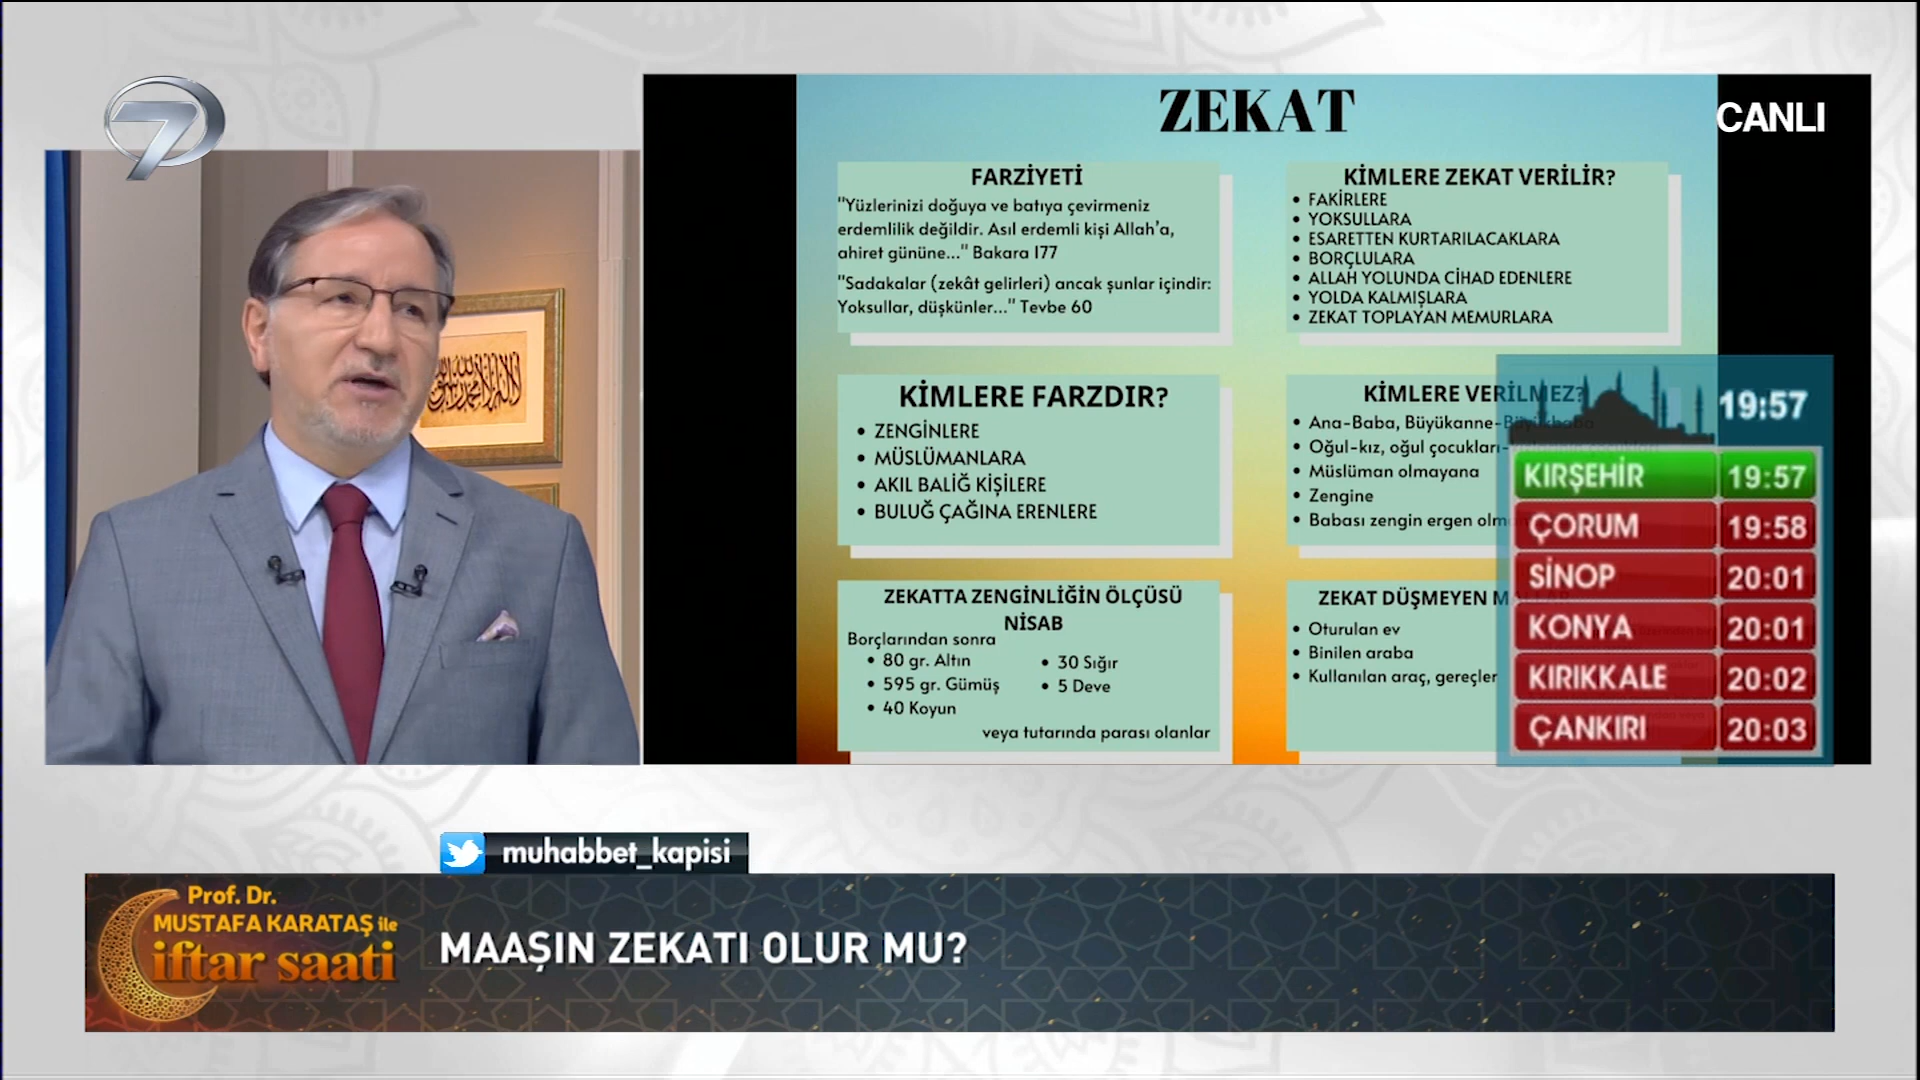 7
ZEKAT
CANLI
FARZİYETİ
"Yüzlerinizi doğuya ve batıya çevirmeniz
erdemlilik değildir. Asıl erdemli kişi Allah'a,
ahiret gününe..." Bakara 177
"Sadakalar (zekât gelirleri) ancak şunlar içindir:
Yoksullar, düşkünler..." Tevbe 60
KİMLERE ZEKAT VERİLİR?
• FAKİRLERE
• YOKSULLARA
• ESARETTEN KURTARILACAKLARA
• BORÇLULARA
• ALLAH YOLUNDA CİHAD EDENLERE
• YOLDA KALMIŞLARA
• ZEKAT TOPLAYAN MEMURLARA
KİMLERE FARZDIR?
• ZENGİNLERE
• MÜSLÜMANLARA
• AKIL BALİĞ KİŞİLERE
• BULUĞ ÇAĞINA ERENLERE
KİMLERE VERİLMEZ?
• Ana-Baba, Büyükanne-Büyükbaba
• Oğul-kız, oğul çocukları-
• Müslüman olmayana
• Zengine
• Babası zengin ergen
ZEKATTA ZENGİNLİĞİN ÖLÇÜSÜ
NİSAB
Borçlarından sonra
• 80 gr. Altın
• 595 gr. Gümüş
• 40 Koyun
• 30 Sığır
• 5 Deve
veya tutarında parası olanlar
ZEKAT DÜŞMEYEN
• Oturulan ev
• Binilen araba
• Kullanılan araç, gereçler
19:57
KIRŞEHİR 19:57
ÇORUM 19:58
SİNOP 20:01
KONYA 20:01
KIRIKKALE 20:02
ÇANKIRI 20:03
muhabbet_kapisi
Prof. Dr.
MUSTAFA KARATAŞ ile
iftar saati
MAAŞIN ZEKATI OLUR MU?